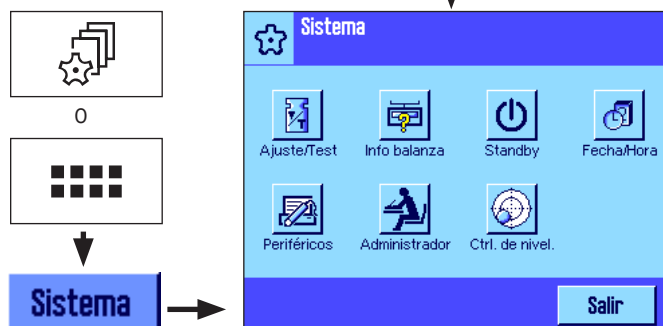 O
Sistema
Sistema
Ajuste/Test
Info balanza
Standby
Fecha/Hora
Periféricos
Administrador
Ctrl. de nivel.
Salir